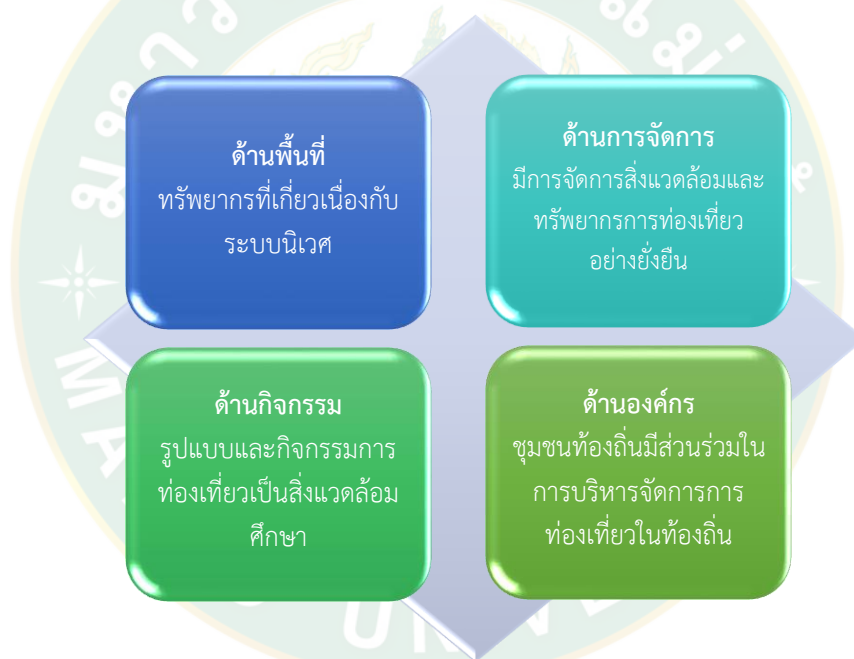 ด้านพื้นที่
ทรัพยากรที่เกี่ยวเนื่องกับ
ระบบนิเวศ
ด้านการจัดการ
มีการจัดการสิ่งแวดล้อมและ
ทรัพยากรการท่องเที่ยว
อย่างยั่งยืน
ด้านกิจกรรม
รูปแบบและกิจกรรมการ
ท่องเที่ยวเป็นสิ่งแวดล้อม
ศึกษา
ด้านองค์กร
ชุมชนท้องถิ่นมีส่วนร่วมใน
การบริหารจัดการการ
ท่องเที่ยวในท้องถิ่น